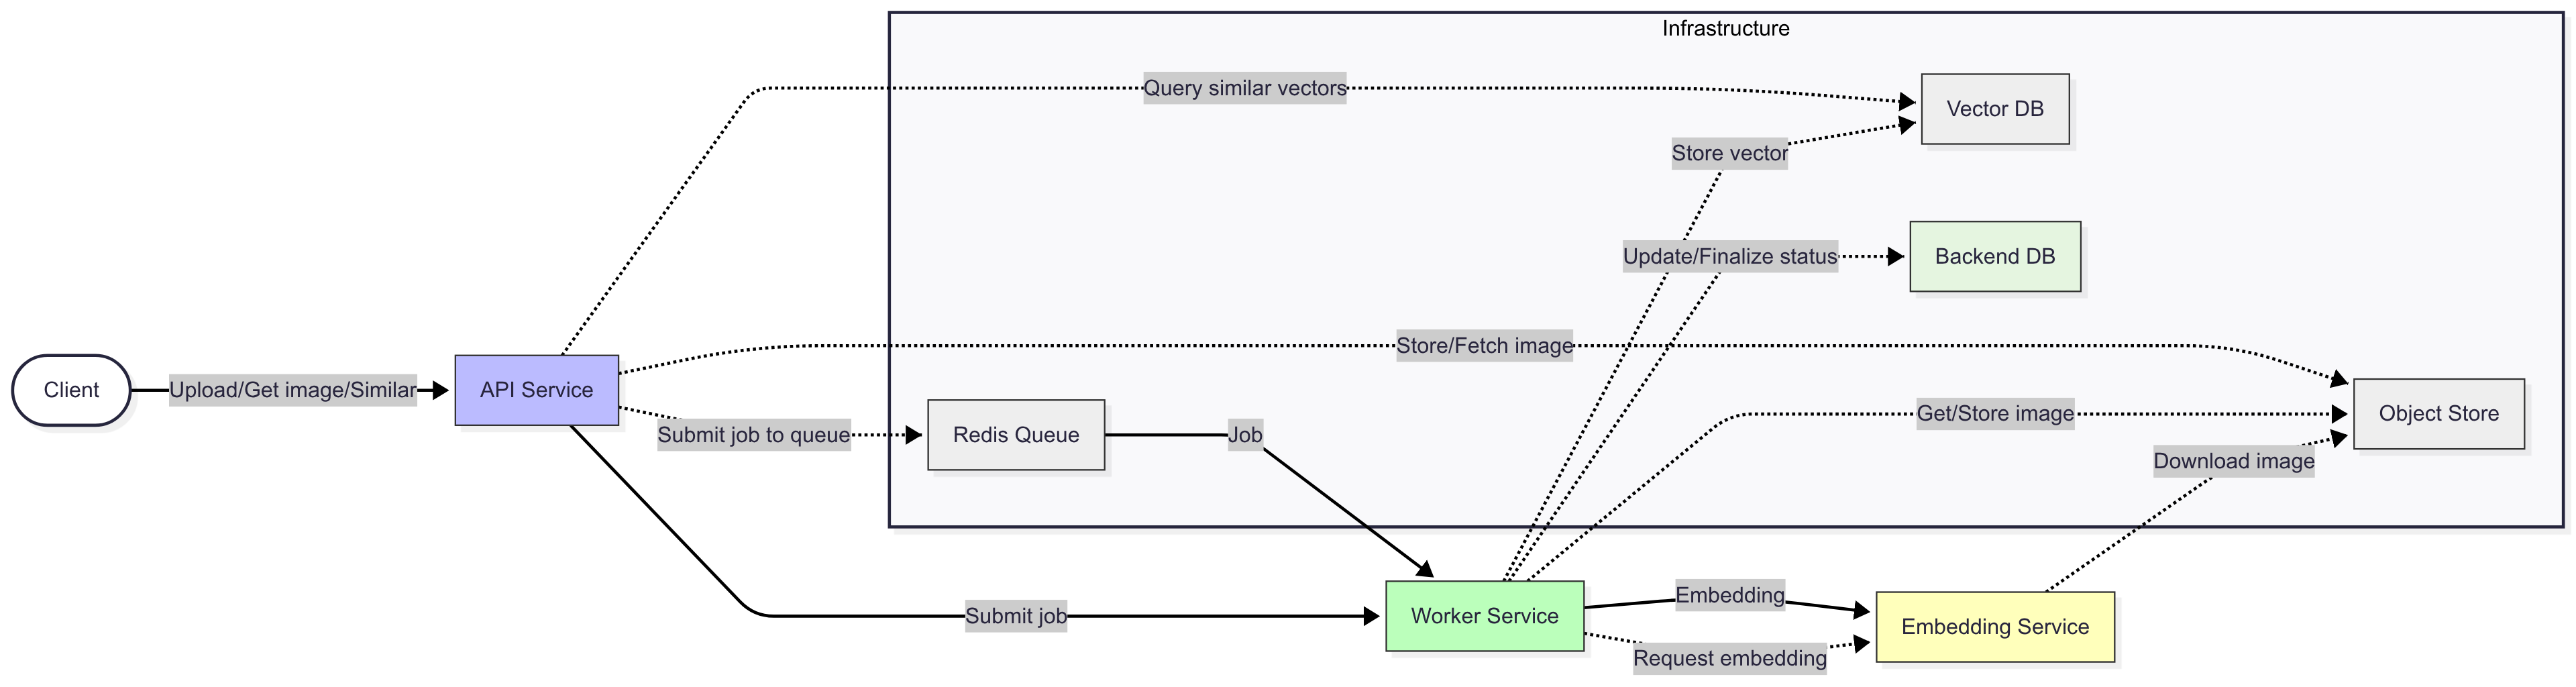 Infrastructure
Query similar vectors
Vector DB
Store vector
Update/Finalize status
Backend DB
Store/Fetch image
Client
Upload/Get image/Similar
API Service
Submit job to queue
Redis Queue
Job
Get/Store image
Object Store
Download image
Submit job
Worker Service
Embedding
Request embedding
Embedding Service